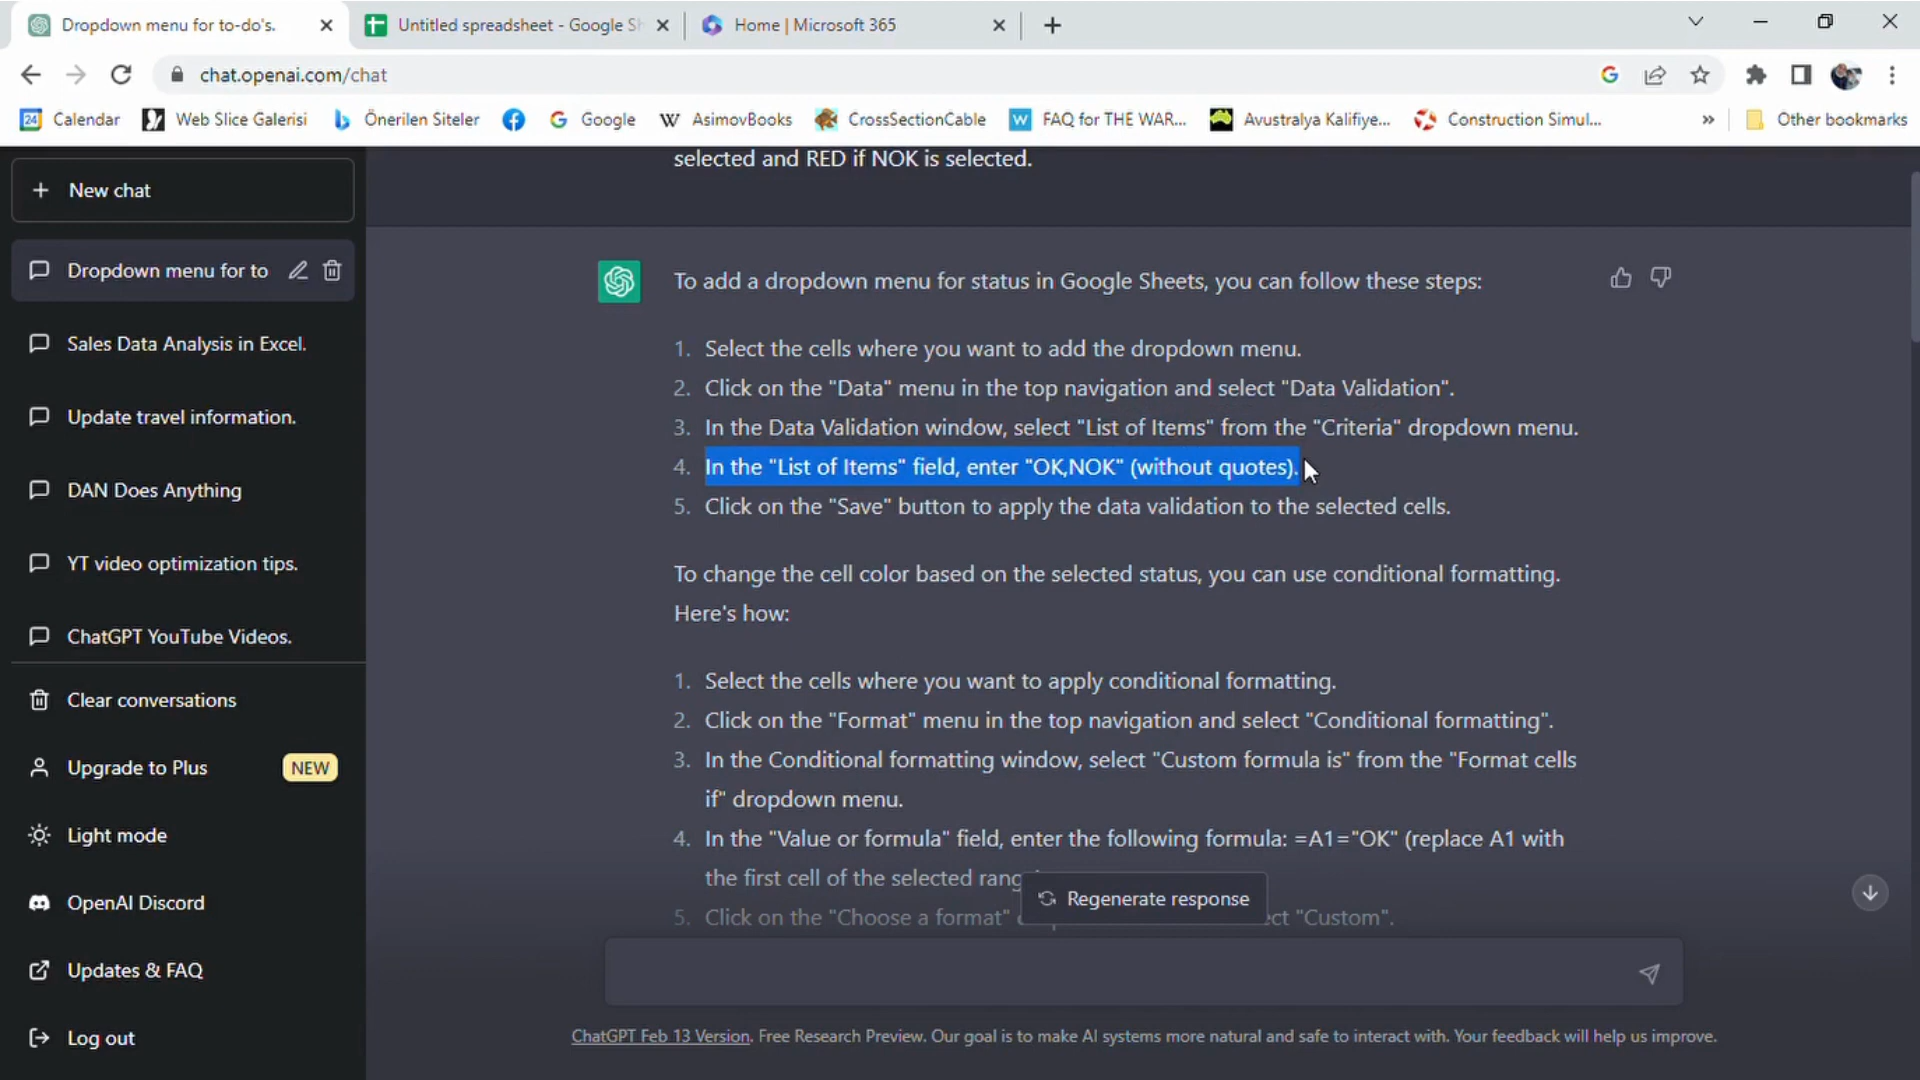 Dropdown menu for to-do's.
Untitled spreadsheet - Google Sh
Home | Microsoft 365
chat.openai.com/chat
24 Calendar
Web Slice Galerisi
Önerilen Siteler
Google
AsimovBooks
CrossSectionCable
FAQ for THE WAR...
Avustralya Kalifiye...
Construction Simul...
»
Other bookmarks
New chat
Dropdown menu for to
Sales Data Analysis in Excel.
Update travel information.
DAN Does Anything
YT video optimization tips.
ChatGPT YouTube Videos.
Clear conversations
Upgrade to Plus NEW
Light mode
OpenAI Discord
Updates & FAQ
Log out
selected and RED if NOK is selected.
To add a dropdown menu for status in Google Sheets, you can follow these steps:
1. Select the cells where you want to add the dropdown menu.
2. Click on the "Data" menu in the top navigation and select "Data Validation".
3. In the Data Validation window, select "List of Items" from the "Criteria" dropdown menu.
4. In the "List of Items" field, enter "OK,NOK" (without quotes).
5. Click on the "Save" button to apply the data validation to the selected cells.
To change the cell color based on the selected status, you can use conditional formatting.
Here's how:
1. Select the cells where you want to apply conditional formatting.
2. Click on the "Format" menu in the top navigation and select "Conditional formatting".
3. In the Conditional formatting window, select "Custom formula is" from the "Format cells
if" dropdown menu.
4. In the "Value or formula" field, enter the following formula: =A1="OK" (replace A1 with
the first cell of the selected rang
5. Click on the "Choose a format" ct "Custom".
Regenerate response
ChatGPT Feb 13 Version. Free Research Preview. Our goal is to make AI systems more natural and safe to interact with. Your feedback will help us improve.